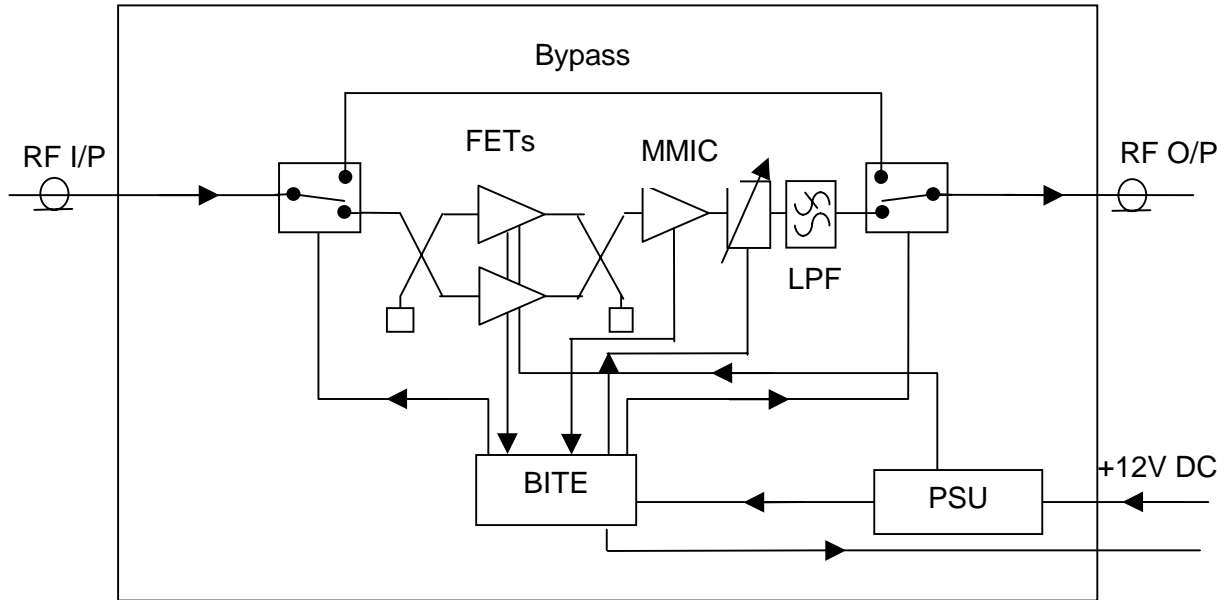 Bypass
FETs
MMIC
RF I/P
RF O/P
LPF
BITE
PSU
+12V DC